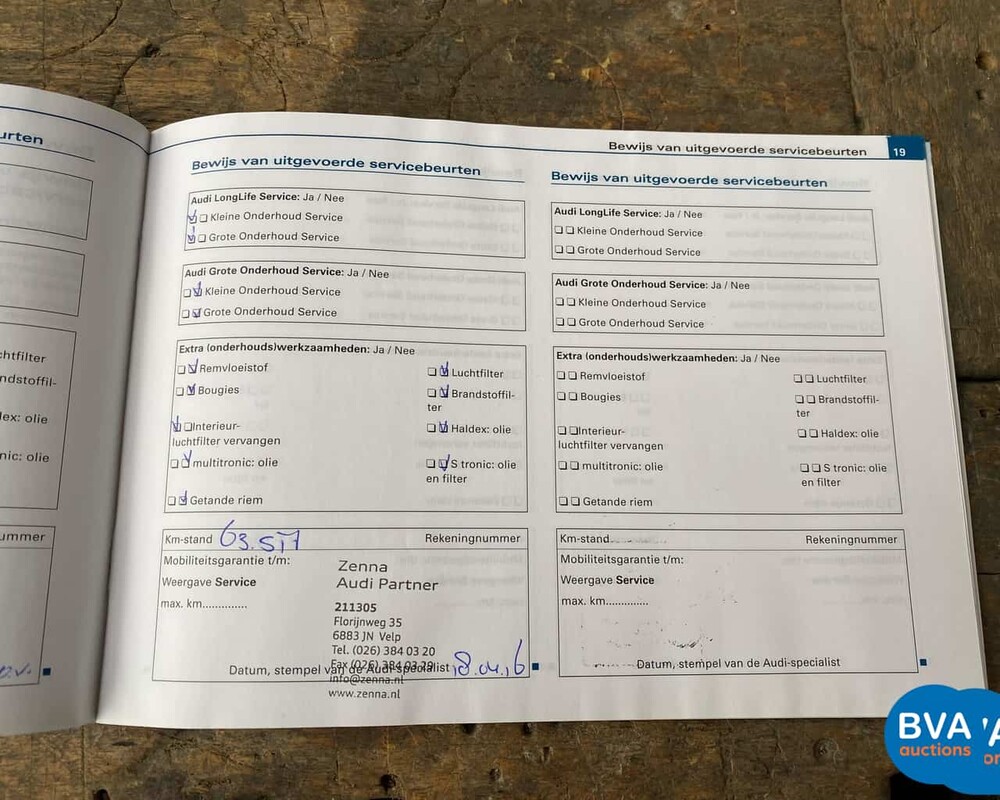 urten
chtfilter
ndstoffil-
lex: olie
nic: olie
ummer
Bewijs van uitgevoerde servicebeurten 19
Bewijs van uitgevoerde servicebeurten
Audi LongLife Service: Ja / Nee
Kleine Onderhoud Service
Grote Onderhoud Service
Audi Grote Onderhoud Service: Ja / Nee
Kleine Onderhoud Service
Grote Onderhoud Service
Extra (onderhouds)werkzaamheden: Ja / Nee
Remvloeistof
Bougies
Interieur-
luchtfilter vervangen
multitronic: olie
Getande riem
Luchtfilter
Brandstoffil-
ter
Haldex: olie
S tronic: olie
en filter
Km-stand 63.517 Rekeningnummer
Mobiliteitsgarantie t/m:
Weergave Service
max. km..............
Zenna
Audi Partner
211305
Florijnweg 35
6883 JN Velp
Tel. (026) 384 03 20
Fax (026) 384 03 29
Datum, stempel van de Audi-specialist 18.04.16
info@zenna.nl
www.zenna.nl
Bewijs van uitgevoerde servicebeurten
Audi LongLife Service: Ja / Nee
Kleine Onderhoud Service
Grote Onderhoud Service
Audi Grote Onderhoud Service: Ja / Nee
Kleine Onderhoud Service
Grote Onderhoud Service
Extra (onderhouds)werkzaamheden: Ja / Nee
Remvloeistof
Bougies
Interieur-
luchtfilter vervangen
multitronic: olie
Getande riem
Luchtfilter
Brandstoffil-
ter
Haldex: olie
S tronic: olie
en filter
Km-stand Rekeningnummer
Mobiliteitsgarantie t/m:
Weergave Service
max. km..............
Datum, stempel van de Audi-specialist
BVA
auctions